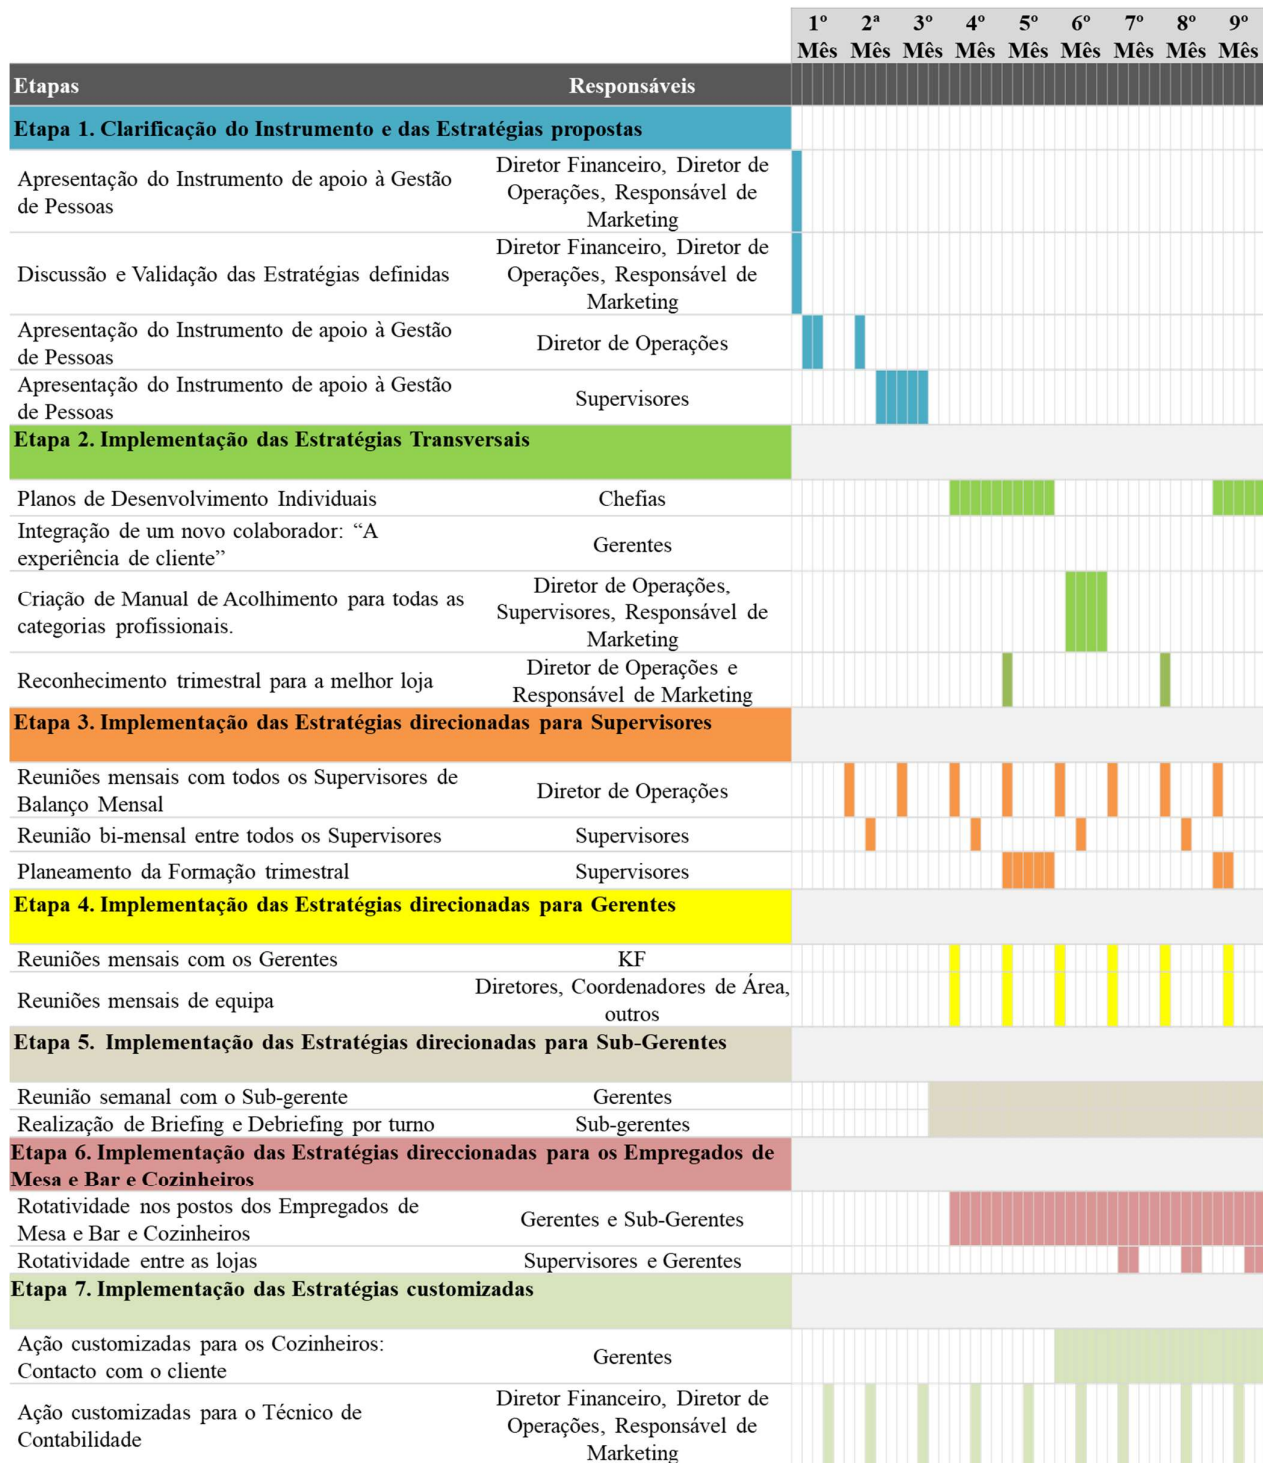 1º 2ª 3º 4º 5º 6º 7º 8º 9º
Mês Mês Mês Mês Mês Mês Mês Mês Mês
Etapas Responsáveis
Etapa 1. Clarificação do Instrumento e das Estratégias propostas
Apresentação do Instrumento de apoio à Gestão
de Pessoas
Diretor Financeiro, Diretor de
Operações, Responsável de
Marketing
Discussão e Validação das Estratégias definidas
Diretor Financeiro, Diretor de
Operações, Responsável de
Marketing
Apresentação do Instrumento de apoio à Gestão
de Pessoas
Diretor de Operações
Apresentação do Instrumento de apoio à Gestão
de Pessoas
Supervisores
Etapa 2. Implementação das Estratégias Transversais
Planos de Desenvolvimento Individuais Chefias
Integração de um novo colaborador: “A
experiência de cliente”
Gerentes
Criação de Manual de Acolhimento para todas as
categorias profissionais.
Diretor de Operações,
Supervisores, Responsável de
Marketing
Reconhecimento trimestral para a melhor loja
Diretor de Operações e
Responsável de Marketing
Etapa 3. Implementação das Estratégias direcionadas para Supervisores
Reuniões mensais com todos os Supervisores de
Balanço Mensal
Diretor de Operações
Reunião bi-mensal entre todos os Supervisores Supervisores
Planeamento da Formação trimestral Supervisores
Etapa 4. Implementação das Estratégias direcionadas para Gerentes
Reuniões mensais com os Gerentes KF
Reuniões mensais de equipa
Diretores, Coordenadores de Área,
outros
Etapa 5. Implementação das Estratégias direcionadas para Sub-Gerentes
Reunião semanal com o Sub-gerente Gerentes
Realização de Briefing e Debriefing por turno Sub-gerentes
Etapa 6. Implementação das Estratégias direccionadas para os Empregados de
Mesa e Bar e Cozinheiros
Rotatividade nos postos dos Empregados de
Mesa e Bar e Cozinheiros
Gerentes e Sub-Gerentes
Rotatividade entre as lojas Supervisores e Gerentes
Etapa 7. Implementação das Estratégias customizadas
Ação customizadas para os Cozinheiros:
Contacto com o cliente
Gerentes
Ação customizadas para o Técnico de
Contabilidade
Diretor Financeiro, Diretor de
Operações, Responsável de
Marketing